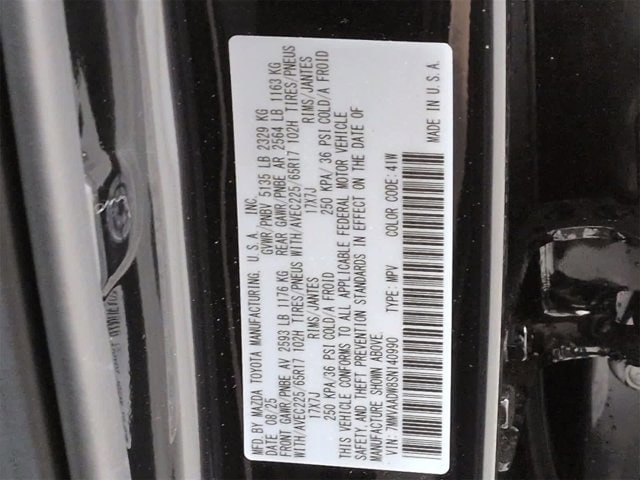 MFD.BY MAZDA TOYOTA MANUFACTURING, U.S.A. INC.
DATE 08/25 GVWR/PNBV 5135 LB 2329 KG
FRONT GAWR/PNBE AV 2593 LB 1176 KG REAR GAWR/PNBE AR 2564 LB 1163 KG
WITH/AVEC225/65R17 102H TIRES/PNEUS WITH/AVEC225/65R17 102H TIRES/PNEUS
17X7J RIMS/JANTES 17X7J RIMS/JANTES
250 KPA/36 PSI COLD/A FROID 250 KPA/36 PSI COLD/A FROID
THIS VEHICLE CONFORMS TO ALL APPLICABLE FEDERAL MOTOR VEHICLE
SAFETY, AND THEFT PREVENTION STANDARDS IN EFFECT ON THE DATE OF
MANUFACTURE SHOWN ABOVE.
VIN: 7MMVAADW8SN140990 TYPE: MPV COLOR CODE: 41W
MADE IN U.S.A.